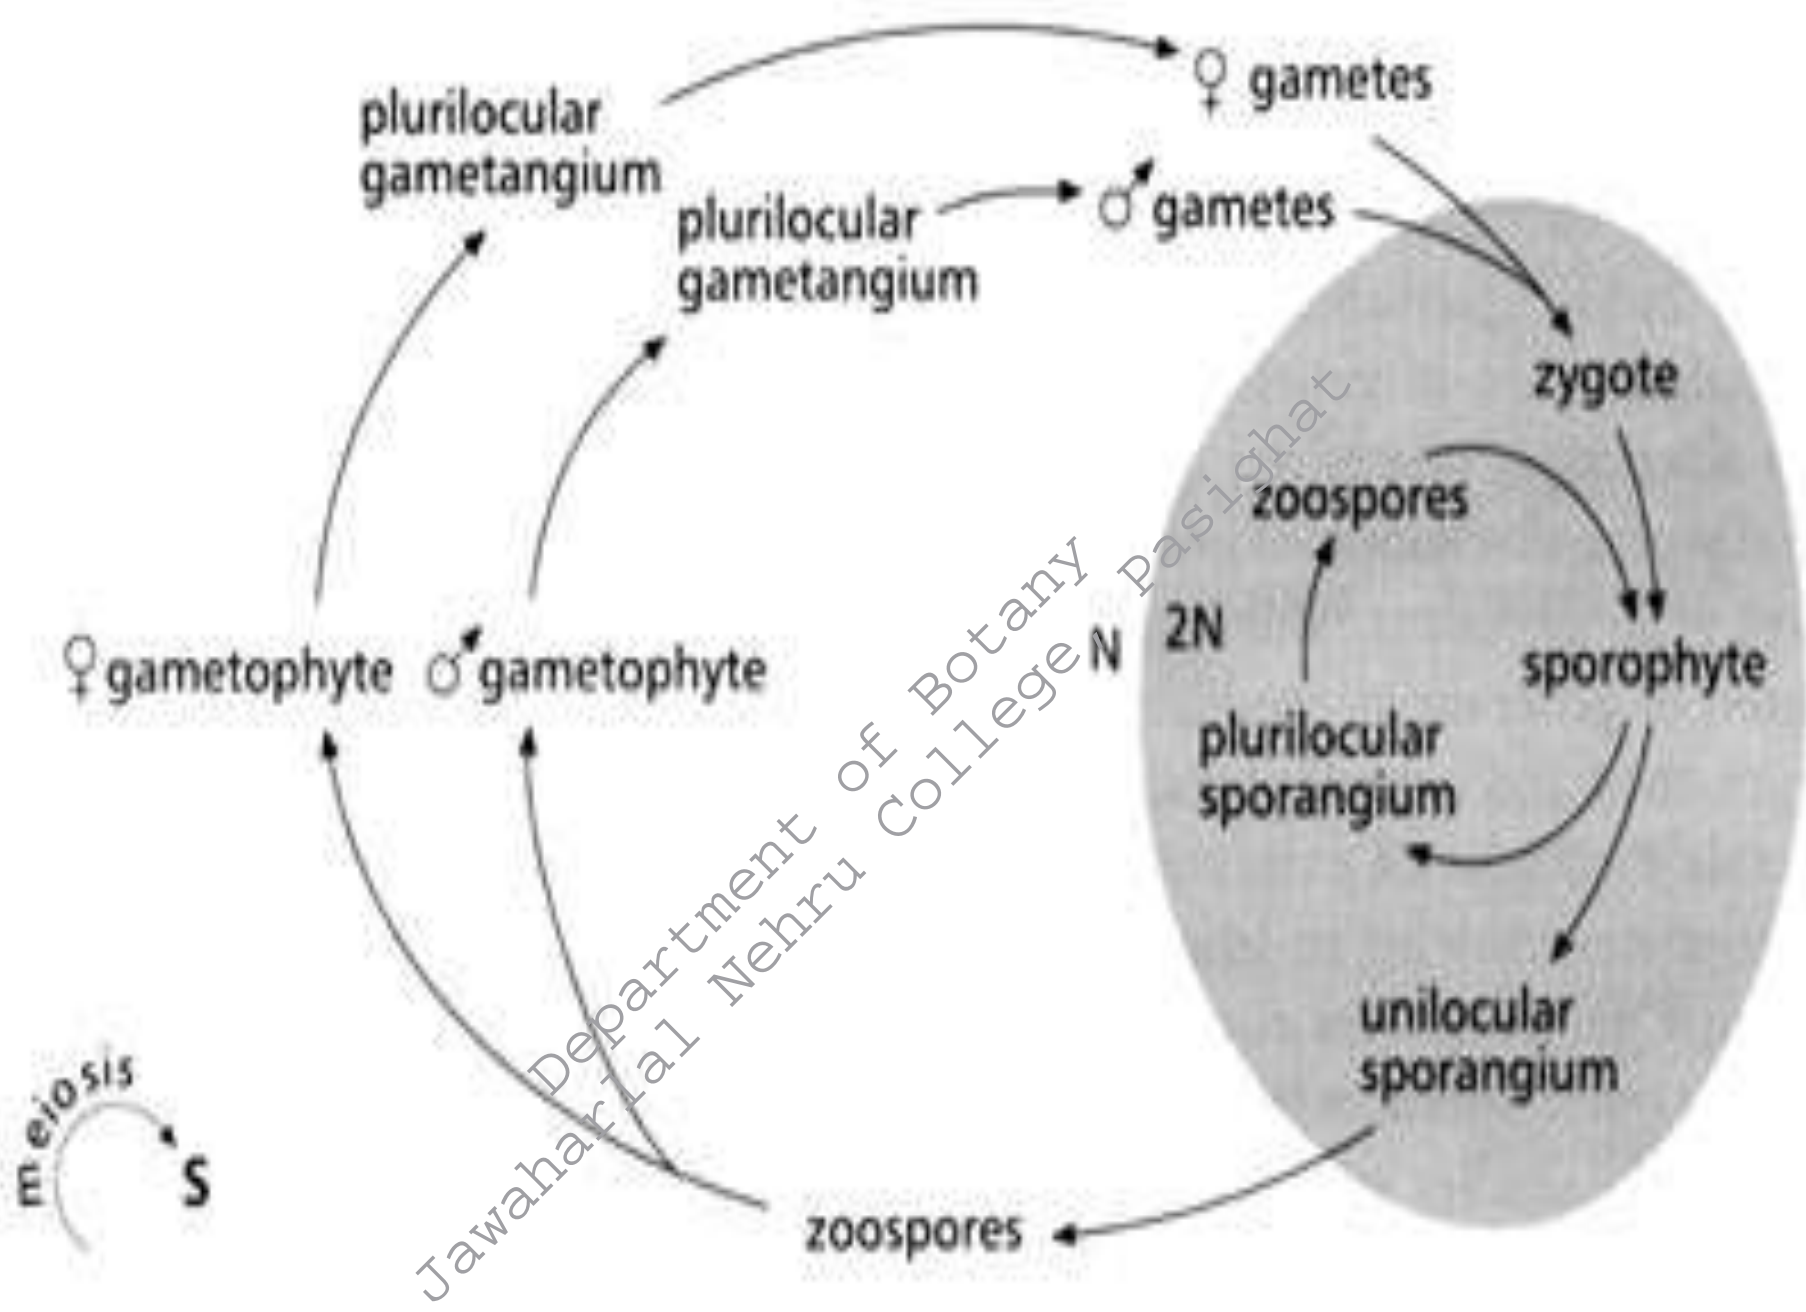 ♀ gametes
plurilocular
gametangium
♂ gametes
plurilocular
gametangium
zygote
zoospores
N 2N
♀ gametophyte ♂ gametophyte
sporophyte
plurilocular
sporangium
unilocular
sporangium
meiosis
S
zoospores
Department of Botany
Jawaharlal Nehru College, Pasighat